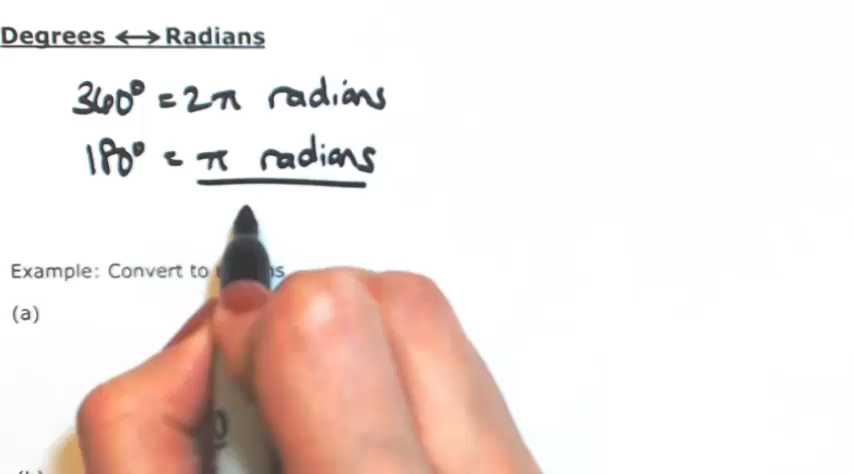 Degrees ↔ Radians
360° = 2π radians
180° = π radians
Example: Convert to
(a)